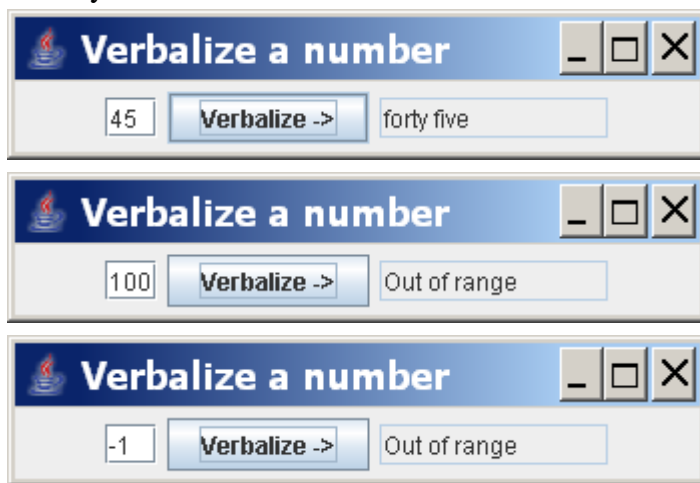 Verbalize a number
45 Verbalize -> forty five
Verbalize a number
100 Verbalize -> Out of range
Verbalize a number
-1 Verbalize -> Out of range